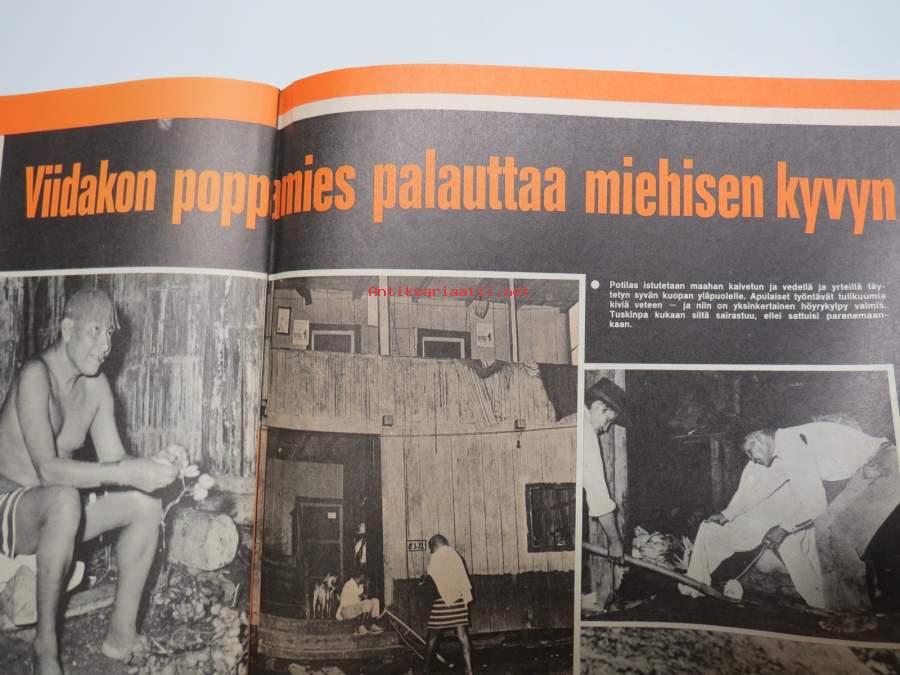 Viidakon poppamies palauttaa miehisen kyvyn
Antikvariaatti.net
● Potilas istutetaan maahan kaivetun ja vedellä ja yrteillä täy-
tetyn syvän kuopan yläpuolelle. Apulaiset työntävät tulikuumia
kiviä veteen — ja niin on yksinkertainen höyrykylpy valmis.
Tuskinpa kukaan siitä sairastuu, ellei sattuisi paranemaan-
kaan.